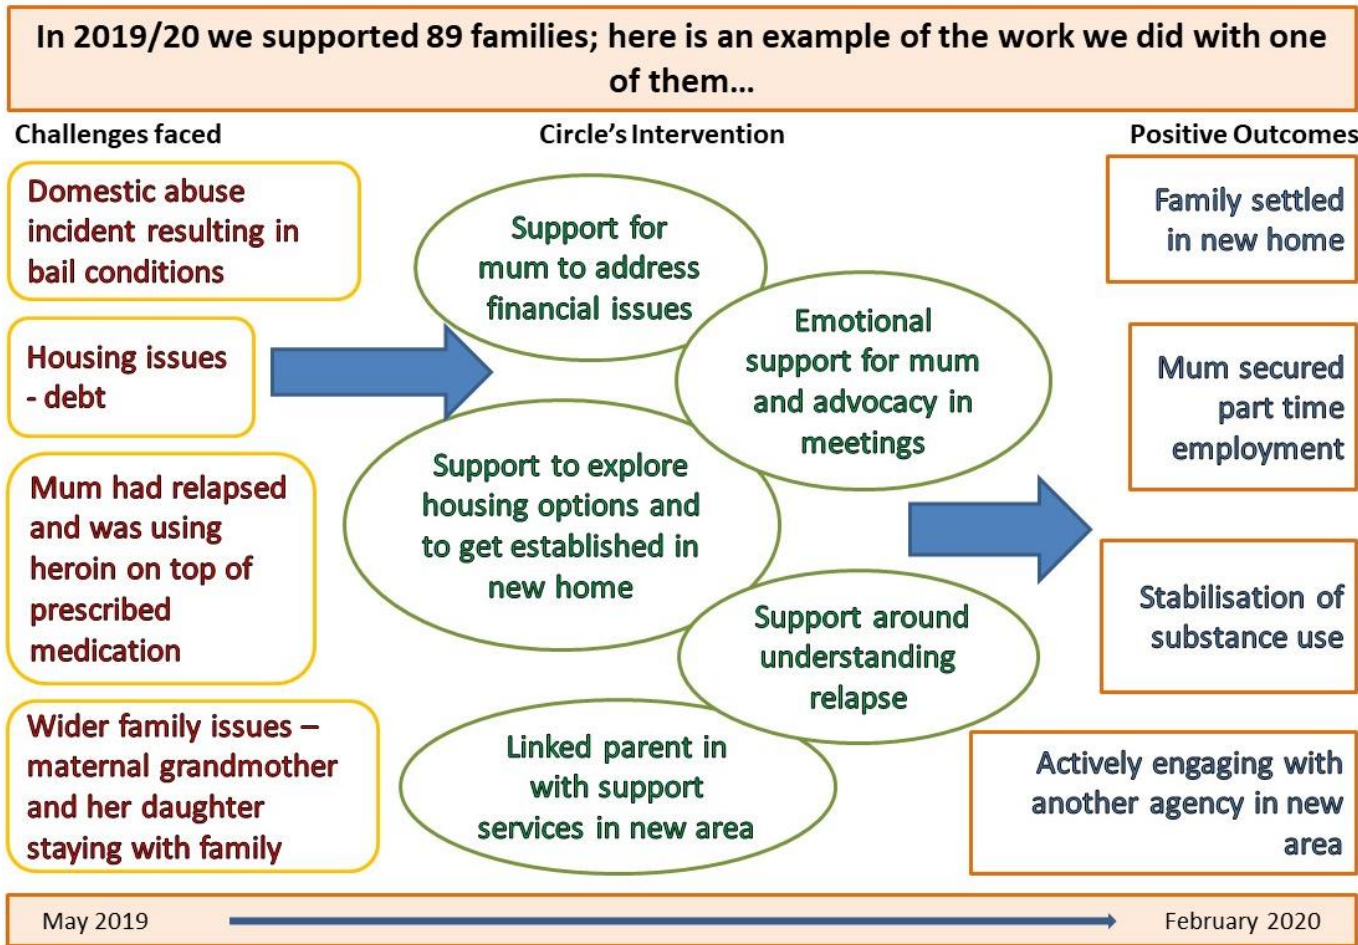 In 2019/20 we supported 89 families; here is an example of the work we did with one
of them…
Challenges faced
Circle's Intervention
Positive Outcomes
Domestic abuse
incident resulting in
bail conditions
Housing issues
- debt
Mum had relapsed
and was using
heroin on top of
prescribed
medication
Wider family issues –
maternal grandmother
and her daughter
staying with family
Support for
mum to address
financial issues
Emotional
support for mum
and advocacy in
meetings
Support to explore
housing options and
to get established in
new home
Support around
understanding
relapse
Linked parent in
with support
services in new area
Family settled
in new home
Mum secured
part time
employment
Stabilisation of
substance use
Actively engaging with
another agency in new
area
May 2019
February 2020